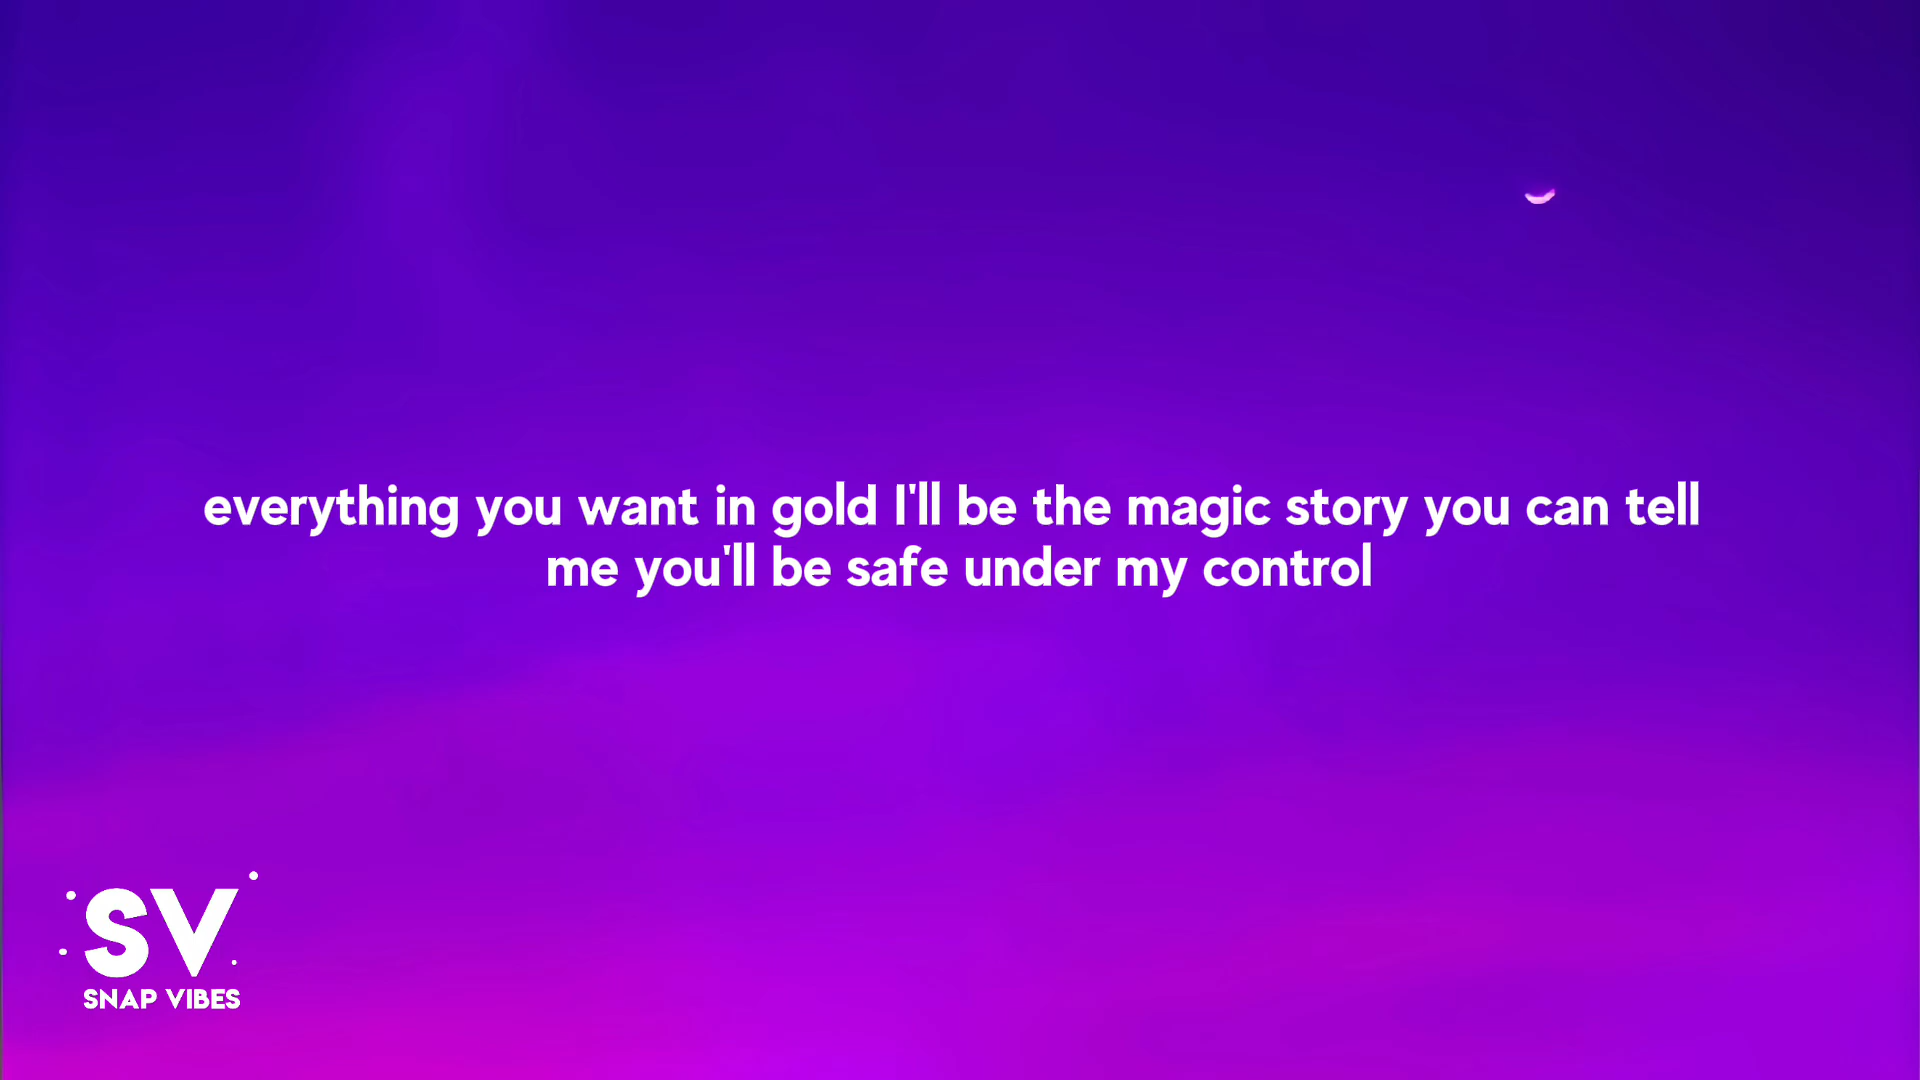 everything you want in gold I'll be the magic story you can tell
me you'll be safe under my control
SV
SNAP VIBES